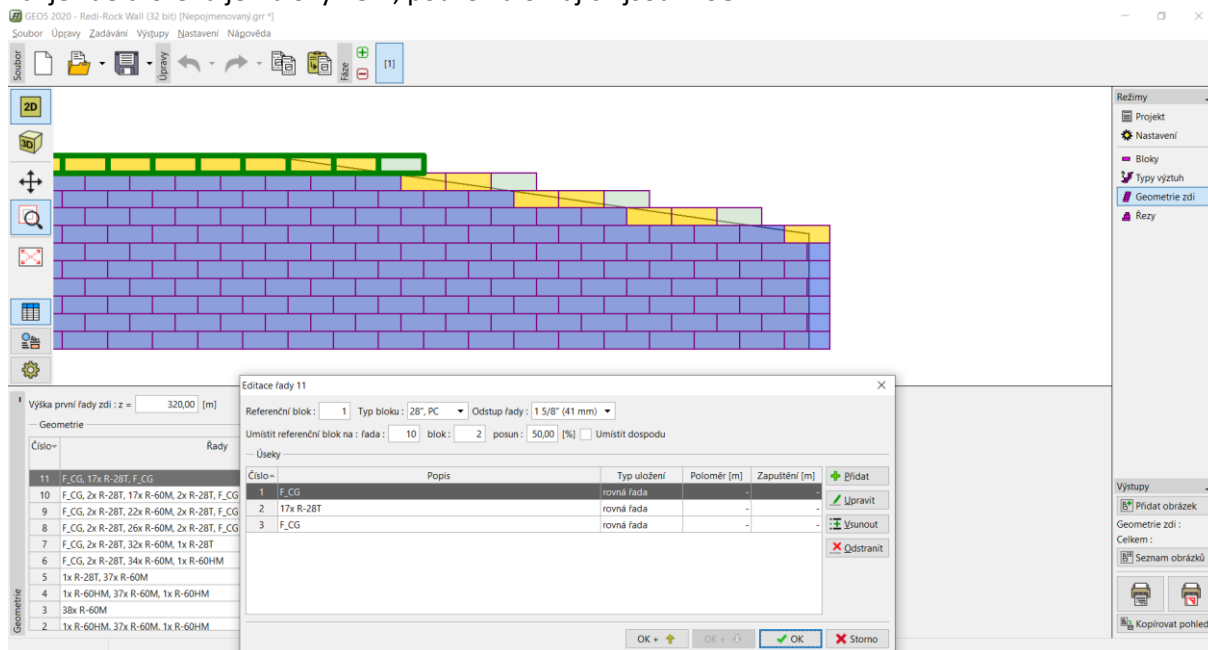 GEO5 2020 - Redi-Rock Wall (32 bit) [Nepojmenovaný.grr *]
Soubor Úpravy Zadávání Výstupy Nastavení Nápověda
Soubor
Úpravy
Fáze
[1]
2D
3D
Režimy
Projekt
Nastavení
Bloky
Typy výztuh
Geometrie zdi
Řezy
Výška první řady zdi : z = 320,00 [m]
Geometrie
Číslo Řady
11 F_CG, 17x R-28T, F_CG
10 F_CG, 2x R-28T, 17x R-60M, 2x R-28T, F_CG
9 F_CG, 2x R-28T, 22x R-60M, 2x R-28T, F_CG
8 F_CG, 2x R-28T, 26x R-60M, 2x R-28T, F_CG
7 F_CG, 2x R-28T, 32x R-60M, 1x R-28T
6 F_CG, 2x R-28T, 34x R-60M, 1x R-60HM
5 1x R-28T, 37x R-60M
4 1x R-60HM, 37x R-60M, 1x R-60HM
3 38x R-60M
2 1x R-60HM, 37x R-60M, 1x R-60HM
Geometrie
Editace řady 11
Referenční blok : 1 Typ bloku : 28", PC Odstup řady : 1 5/8" (41 mm)
Umístit referenční blok na : řada : 10 blok : 2 posun : 50,00 [%] Umístit dospodu
Úseky
Číslo Popis Typ uložení Poloměr [m] Zapuštění [m]
1 F_CG rovná řada - -
2 17x R-28T rovná řada - -
3 F_CG rovná řada - -
Přidat
Upravit
Vsunout
Odstranit
OK + OK + OK Storno
Výstupy
Přidat obrázek
Geometrie zdi :
Celkem :
Seznam obrázků
Kopírovat pohled